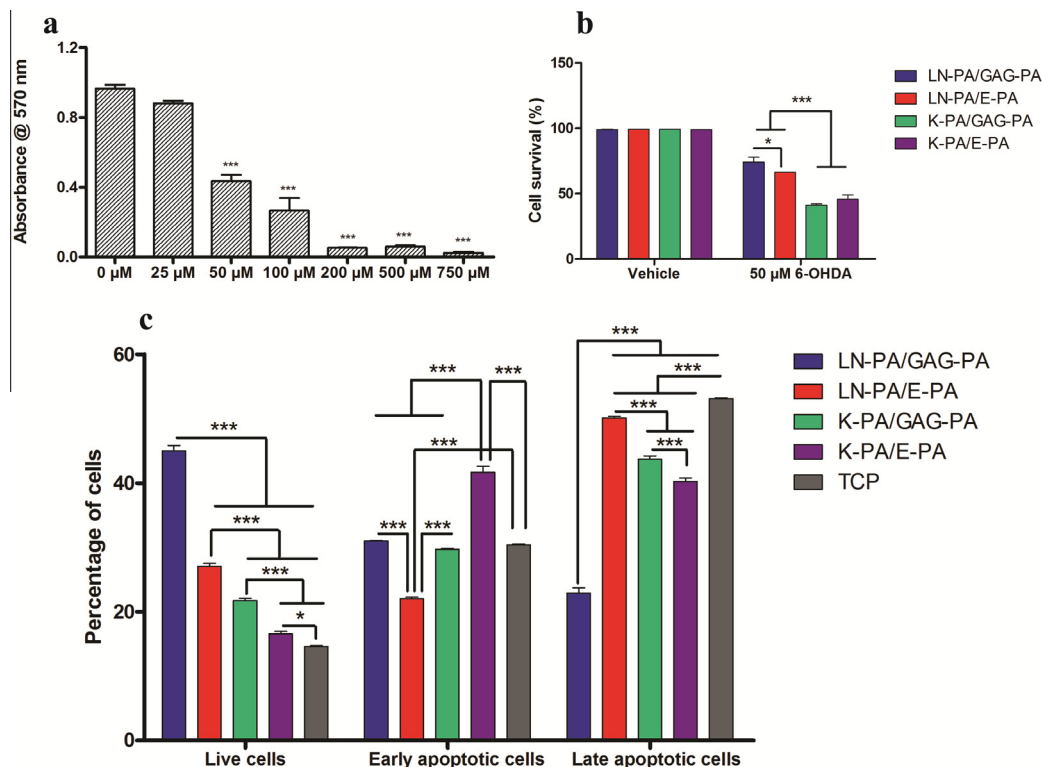 a
Absorbance @ 570 nm
1.2
0.8
0.4
0.0
***
***
***
***
***
0 µM
25 µM
50 µM
100 µM
200 µM
500 µM
750 µM
b
Cell survival (%)
150
100
50
0
***
*
Vehicle
50 µM 6-OHDA
LN-PA/GAG-PA
LN-PA/E-PA
K-PA/GAG-PA
K-PA/E-PA
c
Percentage of cells
60
40
20
0
***
***
***
*
***
***
***
***
***
***
***
***
***
Live cells
Early apoptotic cells
Late apoptotic cells
LN-PA/GAG-PA
LN-PA/E-PA
K-PA/GAG-PA
K-PA/E-PA
TCP